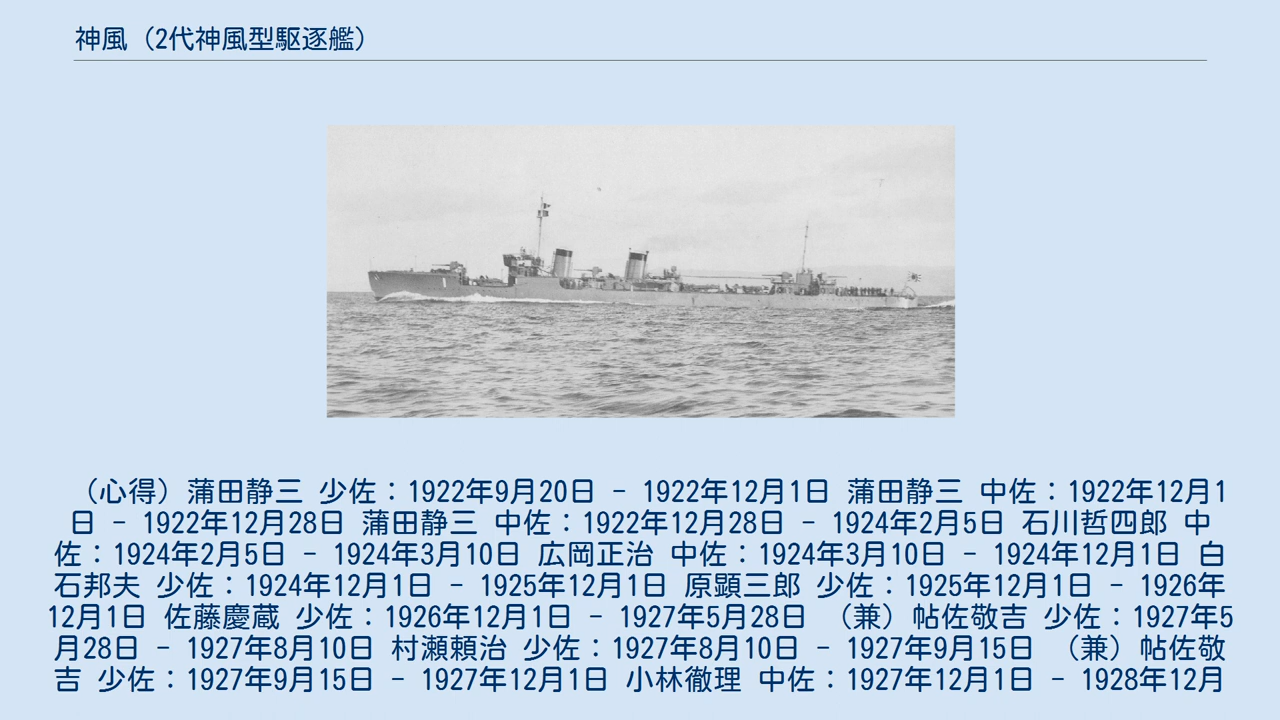 神風（2代神風型駆逐艦）
（心得）蒲田静三 少佐：1922年9月20日 - 1922年12月1日 蒲田静三 中佐：1922年12月1
日 - 1922年12月28日 蒲田静三 中佐：1922年12月28日 - 1924年2月5日 石川哲四郎 中
佐：1924年2月5日 - 1924年3月10日 広岡正治 中佐：1924年3月10日 - 1924年12月1日 白
石邦夫 少佐：1924年12月1日 - 1925年12月1日 原顕三郎 少佐：1925年12月1日 - 1926年
12月1日 佐藤慶蔵 少佐：1926年12月1日 - 1927年5月28日 （兼）帖佐敬吉 少佐：1927年5
月28日 - 1927年8月10日 村瀬頼治 少佐：1927年8月10日 - 1927年9月15日 （兼）帖佐敬
吉 少佐：1927年9月15日 - 1927年12月1日 小林徹理 中佐：1927年12月1日 - 1928年12月